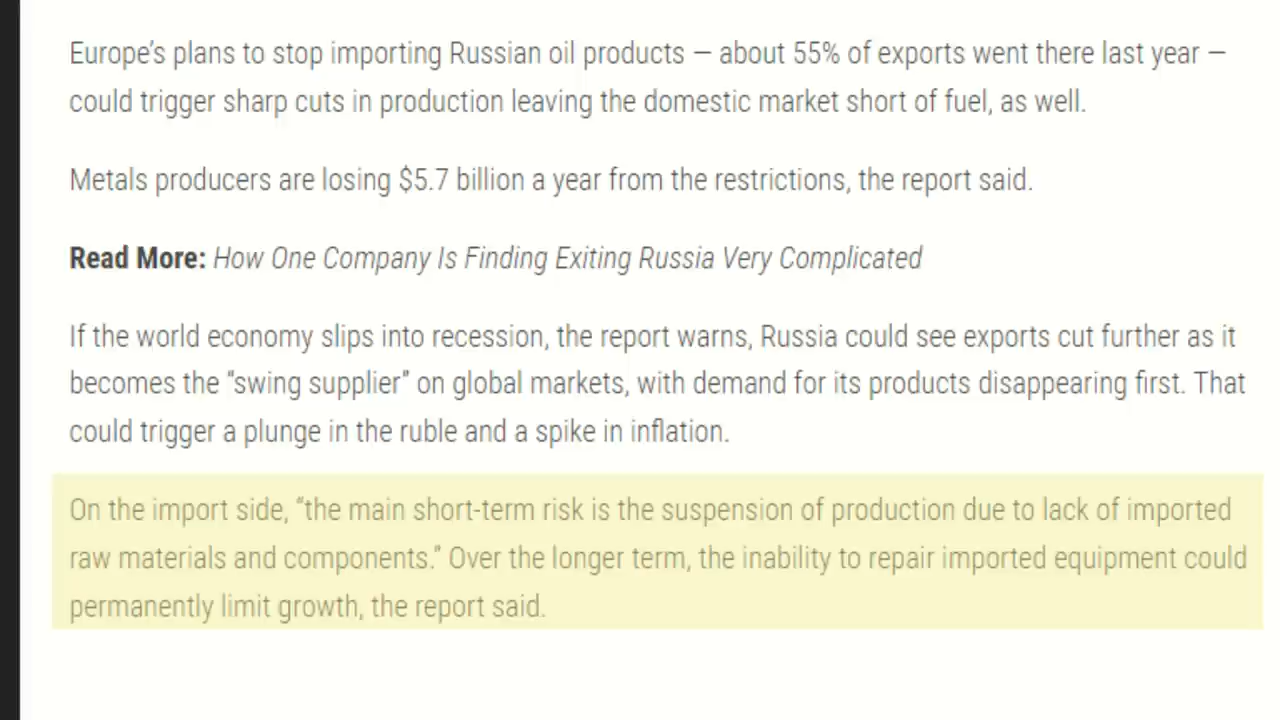 Europe’s plans to stop importing Russian oil products — about 55% of exports went there last year —
could trigger sharp cuts in production leaving the domestic market short of fuel, as well.
Metals producers are losing $5.7 billion a year from the restrictions, the report said.
Read More: How One Company Is Finding Exiting Russia Very Complicated
If the world economy slips into recession, the report warns, Russia could see exports cut further as it
becomes the “swing supplier” on global markets, with demand for its products disappearing first. That
could trigger a plunge in the ruble and a spike in inflation.
On the import side, “the main short-term risk is the suspension of production due to lack of imported
raw materials and components.” Over the longer term, the inability to repair imported equipment could
permanently limit growth, the report said.